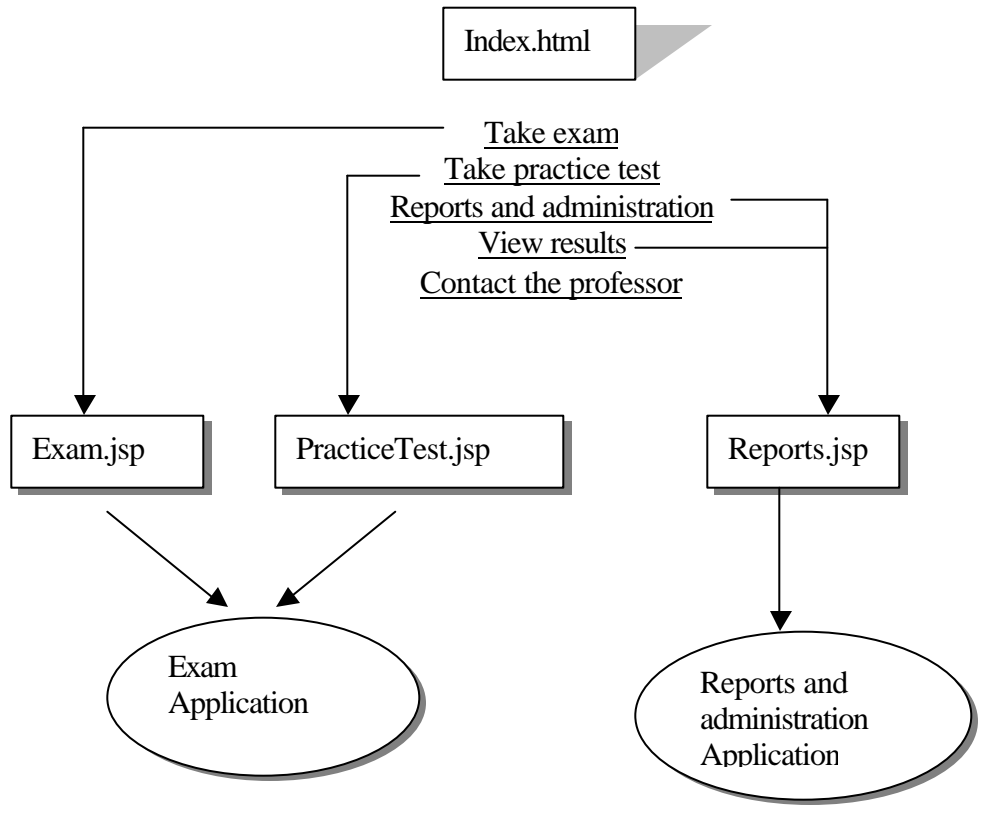 Index.html
Take exam
Take practice test
Reports and administration
View results
Contact the professor
Exam.jsp
PracticeTest.jsp
Reports.jsp
Exam
Application
Reports and
administration
Application